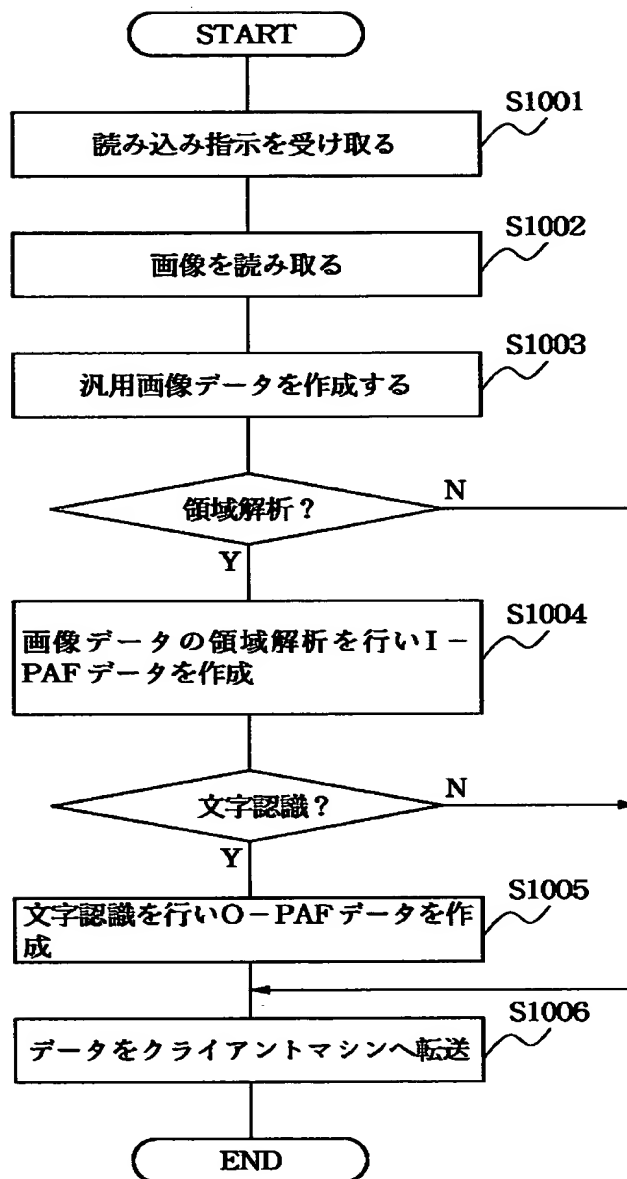 START
S1001
読み込み指示を受け取る
S1002
画像を読み取る
S1003
汎用画像データを作成する
領域解析?
N
Y
S1004
画像データの領域解析を行いI－
PAFデータを作成
文字認識?
N
Y
S1005
文字認識を行いO－PAFデータを作
成
S1006
データをクライアントマシンへ転送
END